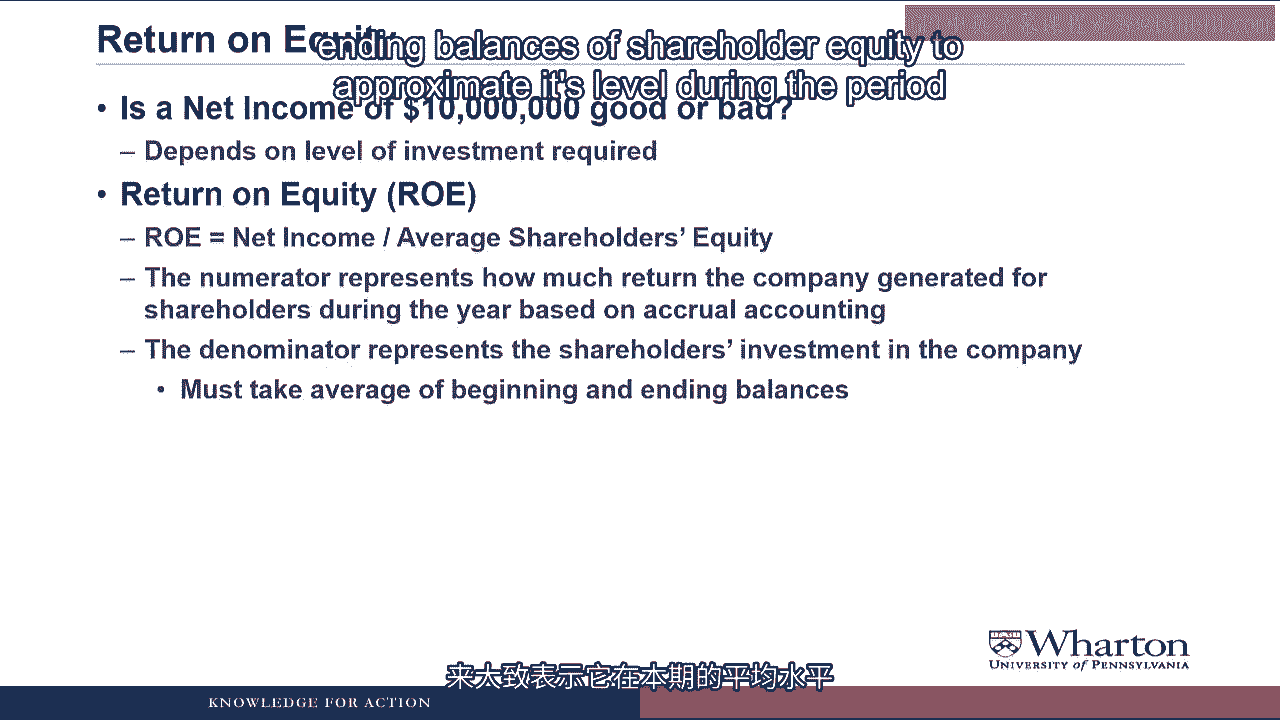 Return on Equity
ending balances of shareholder equity to
approximate it's level during the period
• Is a Net Income of $10,000,000 good or bad?
– Depends on level of investment required
• Return on Equity (ROE)
– ROE = Net Income / Average Shareholders' Equity
– The numerator represents how much return the company generated for
shareholders during the year based on accrual accounting
– The denominator represents the shareholders' investment in the company
• Must take average of beginning and ending balances
Wharton
UNIVERSITY of PENNSYLVANIA
来大致表示它在本期的平均水平
KNOWLEDGE FOR ACTION